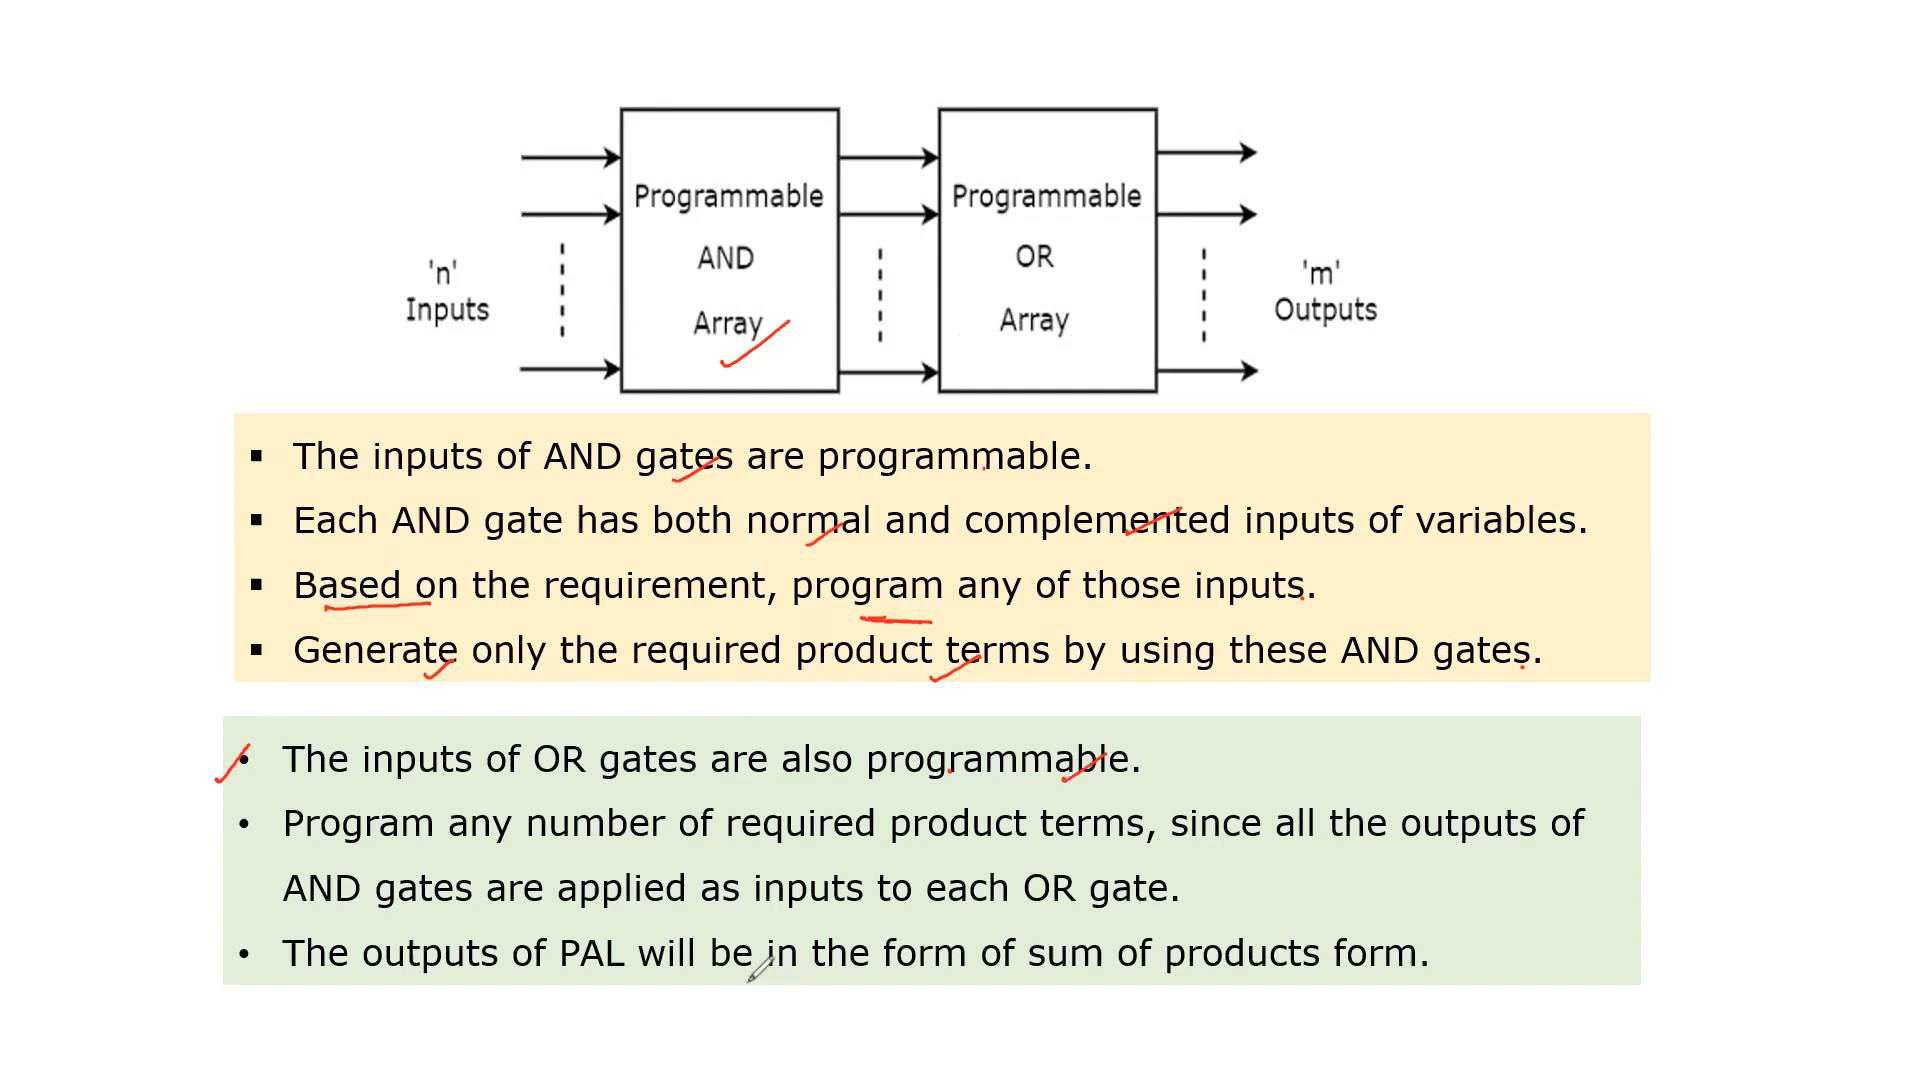 'n'
Inputs
Programmable
AND
Array
Programmable
OR
Array
'm'
Outputs
▪ The inputs of AND gates are programmable.
▪ Each AND gate has both normal and complemented inputs of variables.
▪ Based on the requirement, program any of those inputs.
▪ Generate only the required product terms by using these AND gates.
• The inputs of OR gates are also programmable.
• Program any number of required product terms, since all the outputs of
AND gates are applied as inputs to each OR gate.
• The outputs of PAL will be in the form of sum of products form.